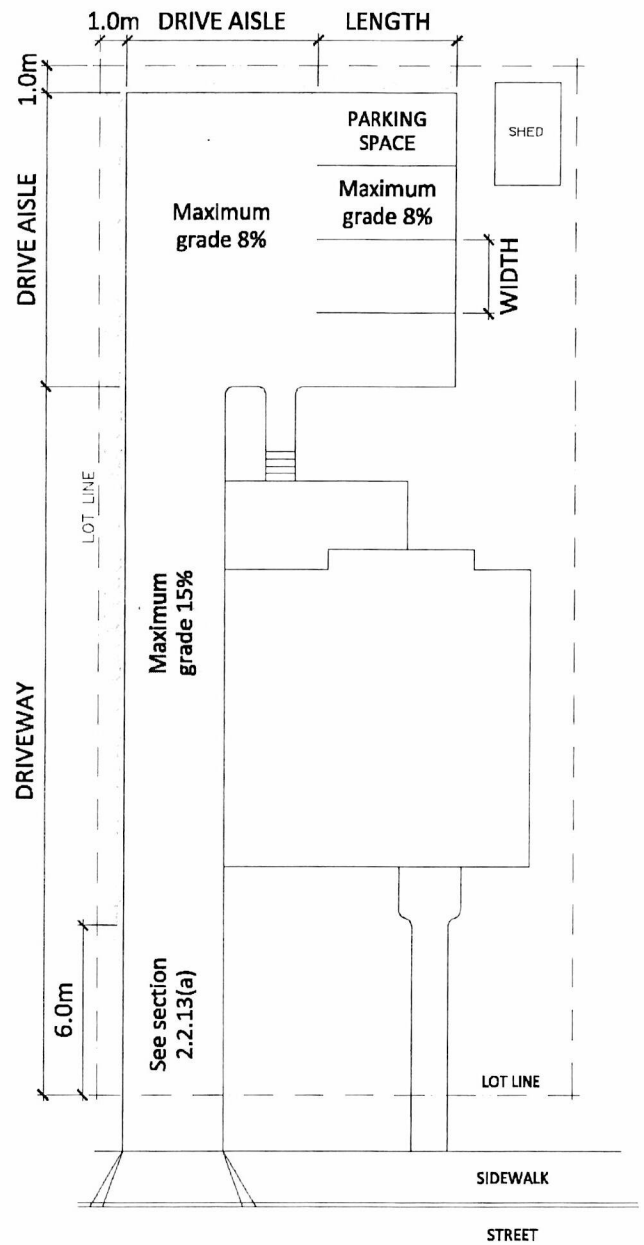 1.0m
DRIVE AISLE
LENGTH
1.0m
PARKING
SPACE
SHED
DRIVE AISLE
Maximum
grade 8%
Maximum
grade 8%
WIDTH
LOT LINE
Maximum
grade 15%
DRIVEWAY
6.0m
See section
2.2.13(a)
LOT LINE
SIDEWALK
STREET